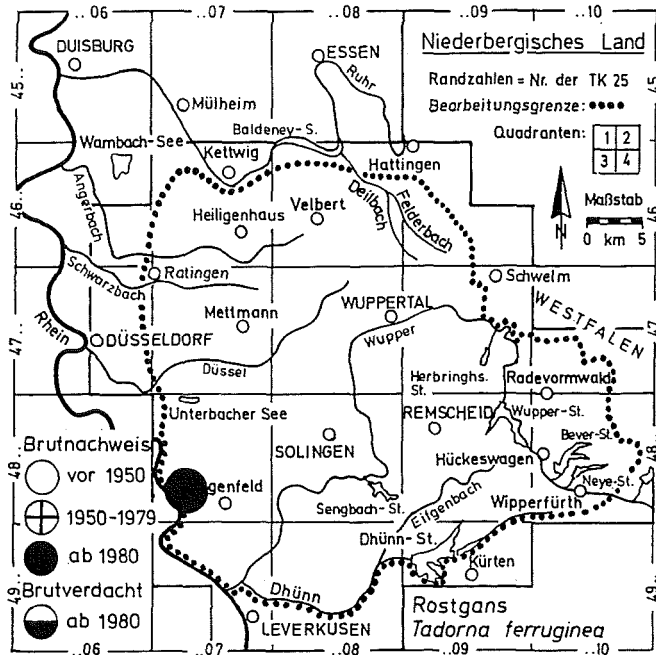 ..06 ..07 ..08 ..09 ..10
DUISBURG
ESSEN
Ruhr
Niederbergisches Land
Randzahlen = Nr. der TK 25
Bearbeitungsgrenze:
Quadranten:
1 2
3 4
45..
Mülheim
Wambach-See
Baldeney-S.
Kettwig
Hattingen
Maßstab
0 km 5
N
Angerbach
46..
Heiligenhaus
Velbert
Deilbach
Felderbach
Schwarzbach
Ratingen
Schwelm
Mettmann
WUPPERTAL
WESTFALEN
Rhein
DÜSSELDORF
Wupper
47..
Düssel
Herbringhs.
St.
Radevormwald
Unterbacher See
REMSCHEID
Wupper-St.
Brutnachweis
SOLINGEN
Bever-St.
vor 1950
Hückeswagen
48..
genfeld
Neye-St.
1950-1979
Sengbach-St.
Eifgenbach
Wipperfürth
ab 1980
Dhünn-St.
Brutverdacht
Kürten
ab 1980
Dhünn
49..
Rostgans
LEVERKUSEN
Tadorna ferruginea
..06 ..07 ..08 ..09 ..10